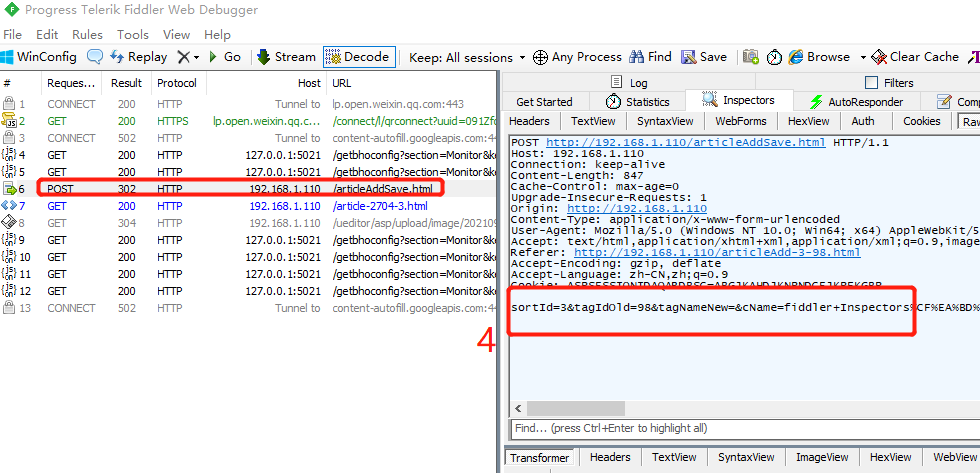 Progress Telerik Fiddler Web Debugger
File Edit Rules Tools View Help
WinConfig Replay Go Stream Decode Keep: All sessions Any Process Find Save Browse Clear Cache
# Reques... Result Protocol Host URL
1 CONNECT 200 HTTP Tunnel to lp.open.weixin.qq.com:443
2 GET 200 HTTPS lp.open.weixin.qq.c... /connect/l/qrconnect?uuid=091Zfc
3 CONNECT 502 HTTP Tunnel to content-autofill.googleapis.com:4
4 GET 200 HTTP 127.0.0.1:5021 /getbhoconfig?section=Monitor&k
5 GET 200 HTTP 127.0.0.1:5021 /getbhoconfig?section=Monitor&k
6 POST 302 HTTP 192.168.1.110 /articleAddSave.html
7 GET 200 HTTP 192.168.1.110 /article-2704-3.html
8 GET 304 HTTP 192.168.1.110 /ueditor/asp/upload/image/202109
9 GET 200 HTTP 127.0.0.1:5021 /getbhoconfig?section=Monitor&k
10 GET 200 HTTP 127.0.0.1:5021 /getbhoconfig?section=Monitor&k
11 GET 200 HTTP 127.0.0.1:5021 /getbhoconfig?section=Monitor&k
12 GET 200 HTTP 127.0.0.1:5021 /getbhoconfig?section=Monitor&k
13 CONNECT 502 HTTP Tunnel to content-autofill.googleapis.com:4
4
Log Filters
Get Started Statistics Inspectors AutoResponder Comp
Headers TextView SyntaxView WebForms HexView Auth Cookies Raw
POST http://192.168.1.110/articleAddSave.html HTTP/1.1
Host: 192.168.1.110
Connection: keep-alive
Content-Length: 847
Cache-Control: max-age=0
Upgrade-Insecure-Requests: 1
Origin: http://192.168.1.110
Content-Type: application/x-www-form-urlencoded
User-Agent: Mozilla/5.0 (Windows NT 10.0; Win64; x64) AppleWebKit/5
Accept: text/html,application/xhtml+xml,application/xml;q=0.9,image
Referer: http://192.168.1.110/articleAdd-3-98.html
Accept-Encoding: gzip, deflate
Accept-Language: zh-CN,zh;q=0.9
sortId=3&tagIdOld=98&tagNameNew=&cName=fiddler+Inspectors%CF%EA%BD%
Find... (press Ctrl+Enter to highlight all)
Transformer Headers TextView SyntaxView ImageView HexView WebView